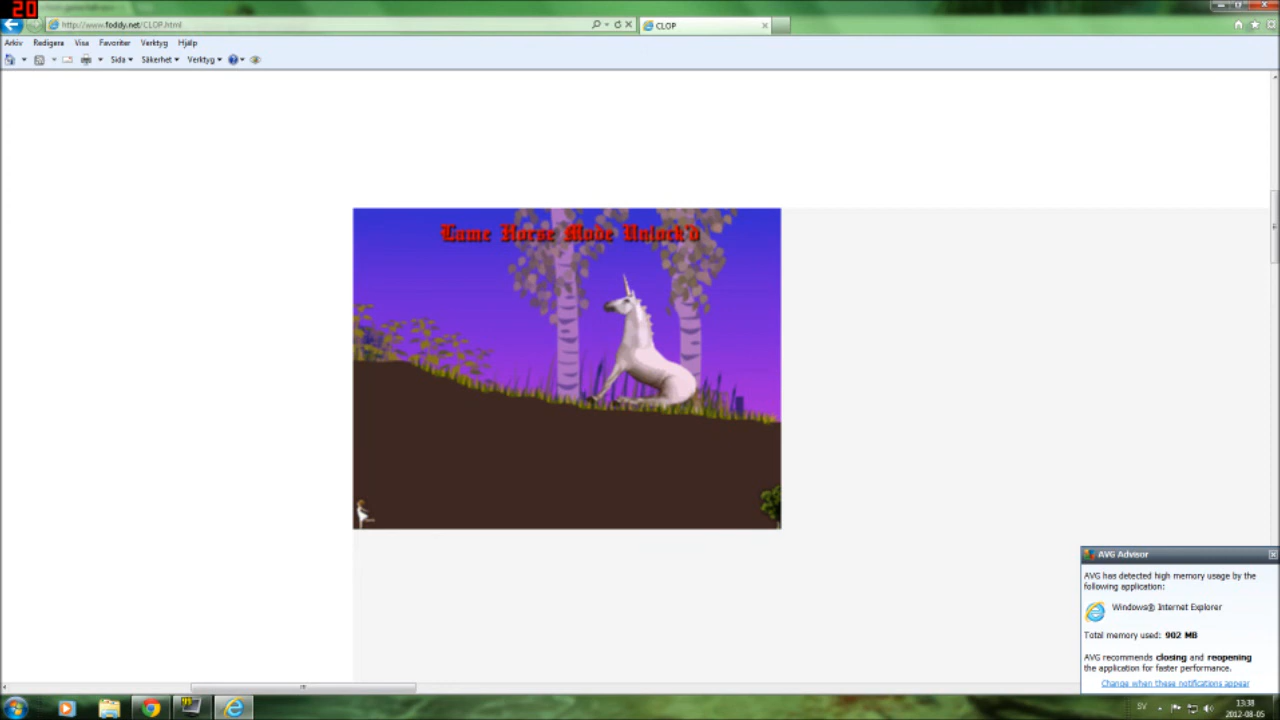 20
http://www.foddy.net/CLOP.html
CLOP
Arkiv Redigera Visa Favoriter Verktyg Hjälp
Sida Säkerhet Verktyg
Lame Horse Mode Unlock'd
AVG Advisor
AVG has detected high memory usage by the
following application:
Windows® Internet Explorer
Total memory used: 902 MB
AVG recommends closing and reopening
the application for faster performance.
Change when these notifications appear
SV
13:38
2012-08-05